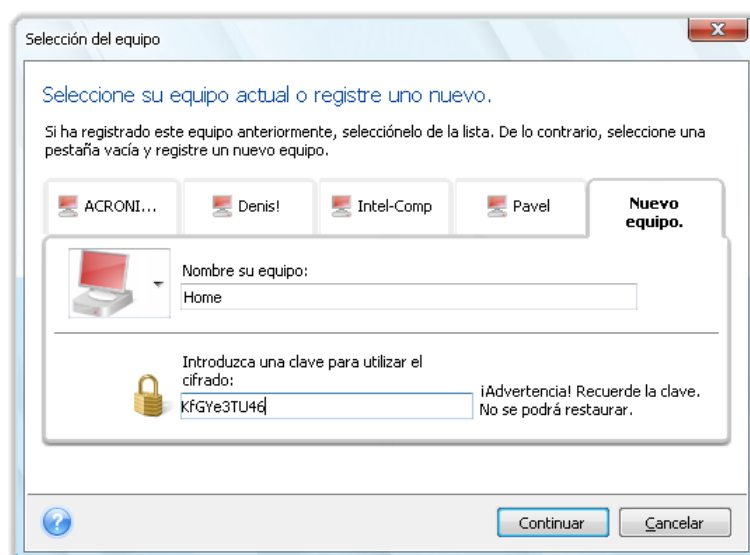 Selección del equipo
Seleccione su equipo actual o registre uno nuevo.
Si ha registrado este equipo anteriormente, selecciónelo de la lista. De lo contrario, seleccione una
pestaña vacía y registre un nuevo equipo.
ACRONI...
Denis!
Intel-Comp
Pavel
Nuevo
equipo.
Nombre su equipo:
Home
Introduzca una clave para utilizar el
cifrado:
KfGYe3TU46
¡Advertencia! Recuerde la clave.
No se podrá restaurar.
Continuar
Cancelar